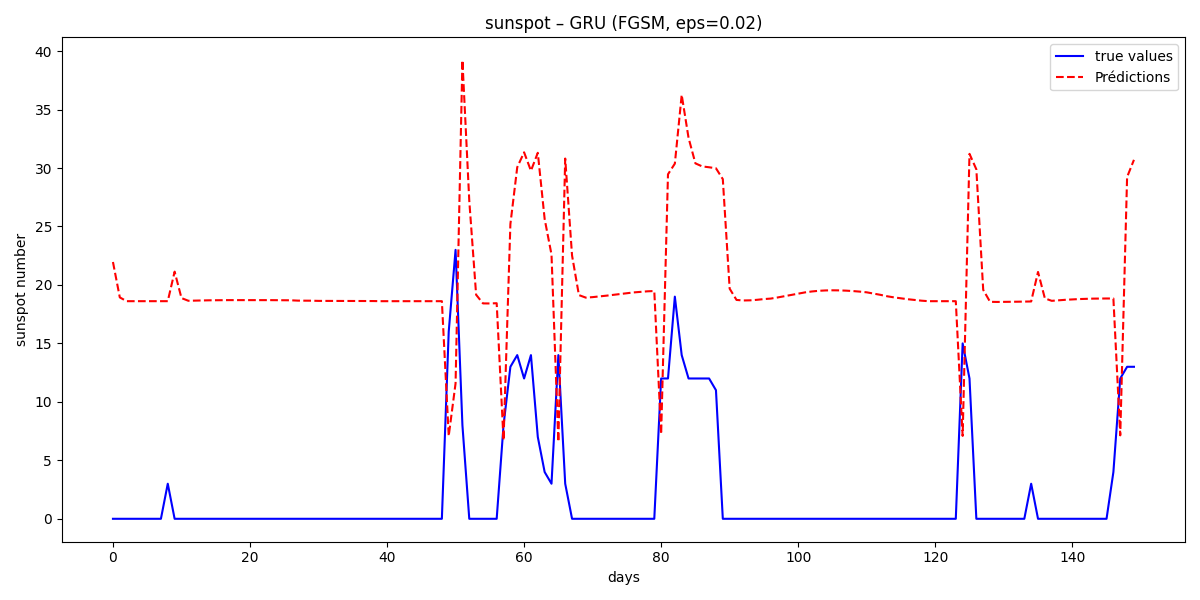 sunspot – GRU (FGSM, eps=0.02)
true values
Prédictions
sunspot number
40
35
30
25
20
15
10
5
0
0 20 40 60 80 100 120 140
days